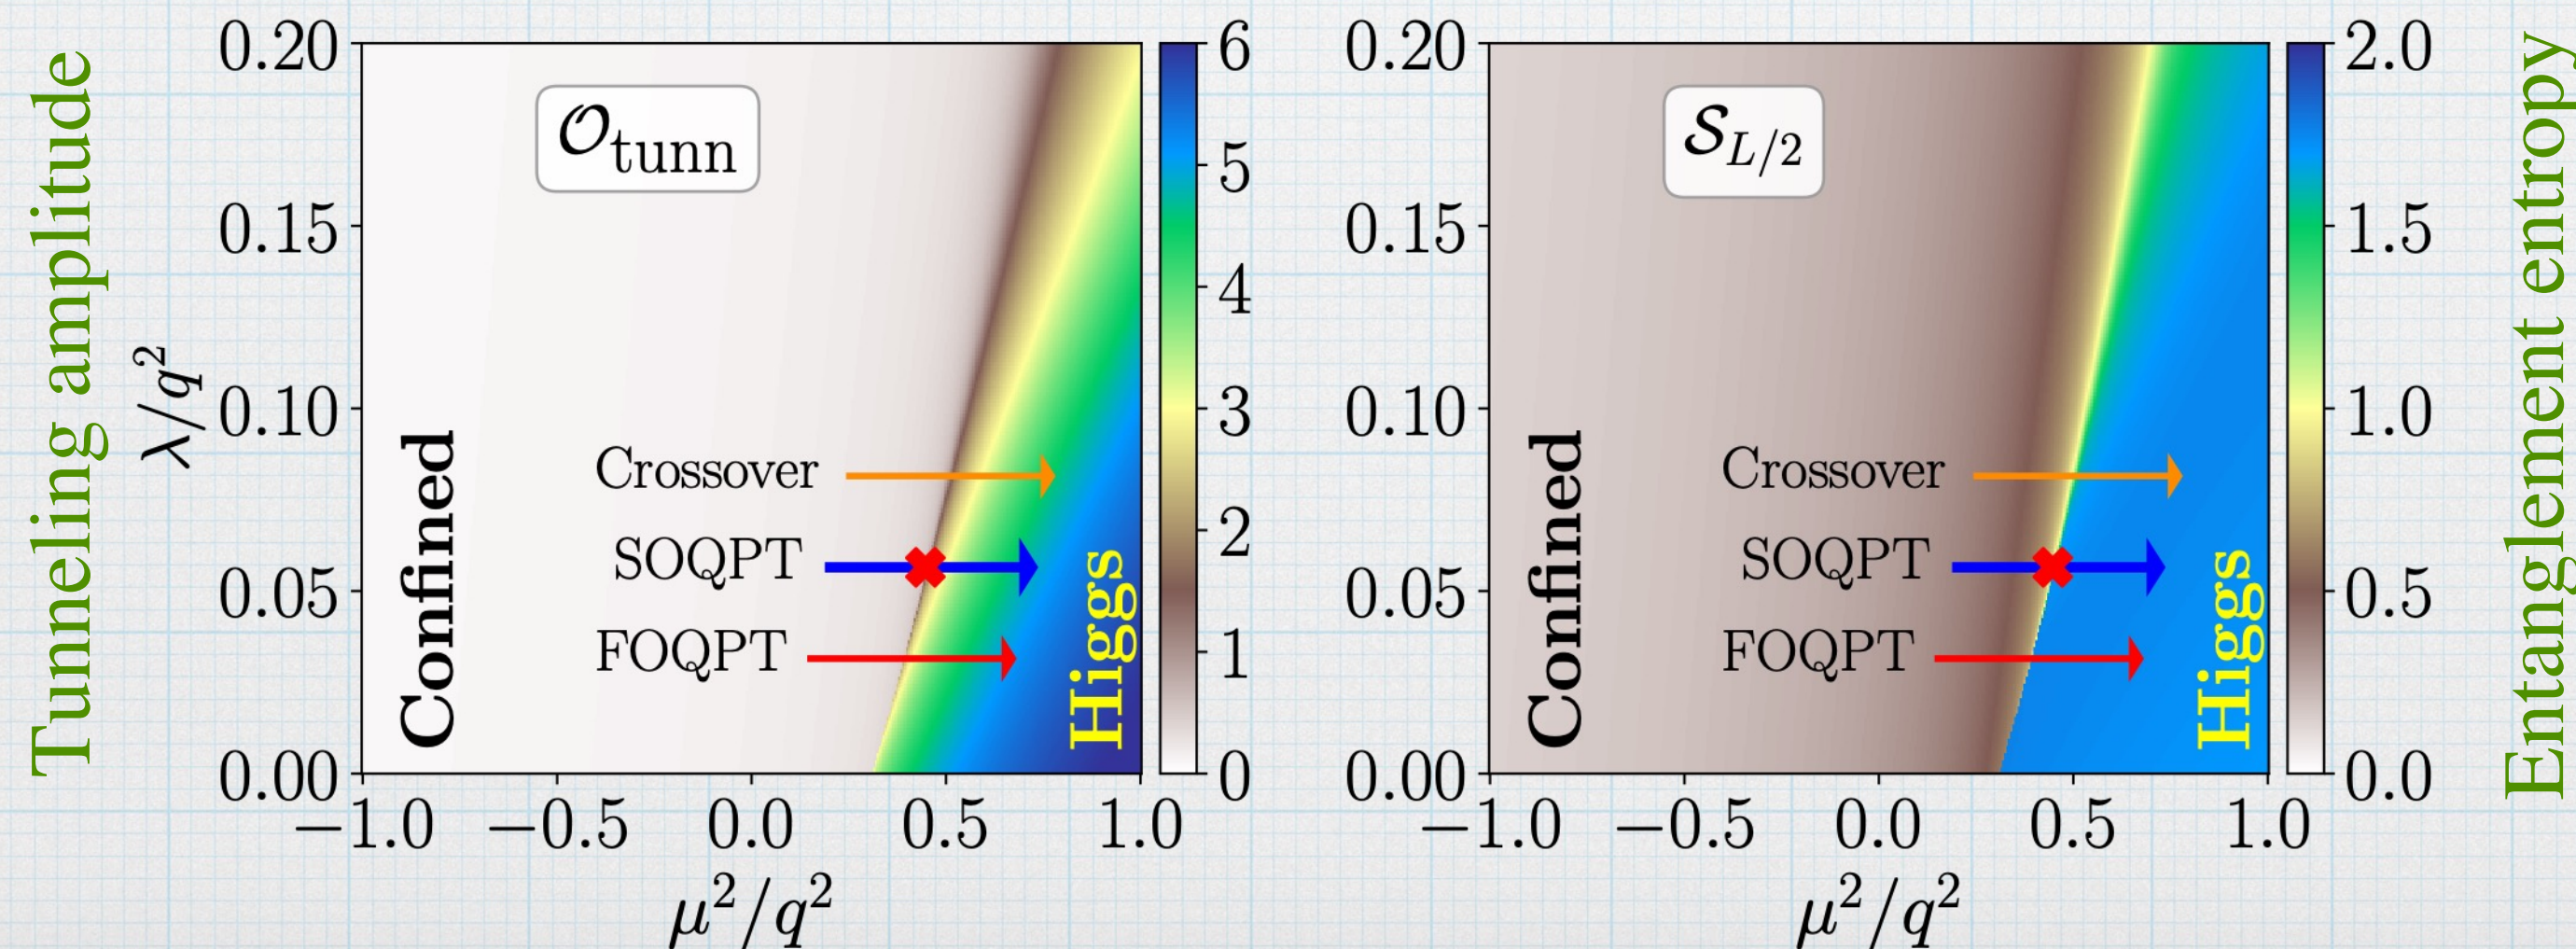 Tunneling amplitude
λ/q²
0.20
0.15
0.10
0.05
0.00
𝒪tunn
Confined
Crossover
SOQPT
FOQPT
Higgs
−1.0 −0.5 0.0 0.5 1.0
μ²/q²
6
5
4
3
2
1
0
0.20
0.15
0.10
0.05
0.00
𝒮L/2
Confined
Crossover
SOQPT
FOQPT
Higgs
−1.0 −0.5 0.0 0.5 1.0
μ²/q²
2.0
1.5
1.0
0.5
0.0
Entanglement entropy